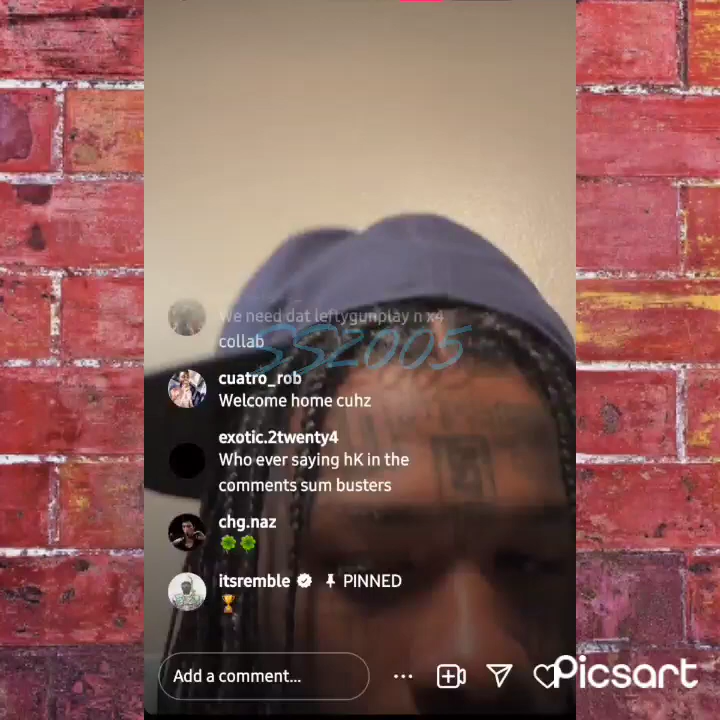 We need dat leftygunplay n x4
collab
SS2005
cuatro_rob
Welcome home cuhz
exotic.2twenty4
Who ever saying hK in the
comments sum busters
chg.naz
🍀🍀
itsremble PINNED
🏆
Add a comment...
Picsart